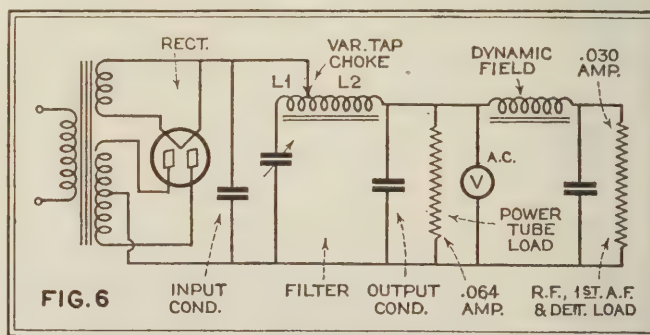 RECT.
VAR. TAP
CHOKE
L1 L2
DYNAMIC
FIELD
.030
AMP.
A.C.
V
POWER
TUBE
LOAD
FIG. 6
INPUT
COND.
FILTER
OUTPUT
COND.
.064
AMP.
R.F., 1ST. A.F.
& DET. LOAD